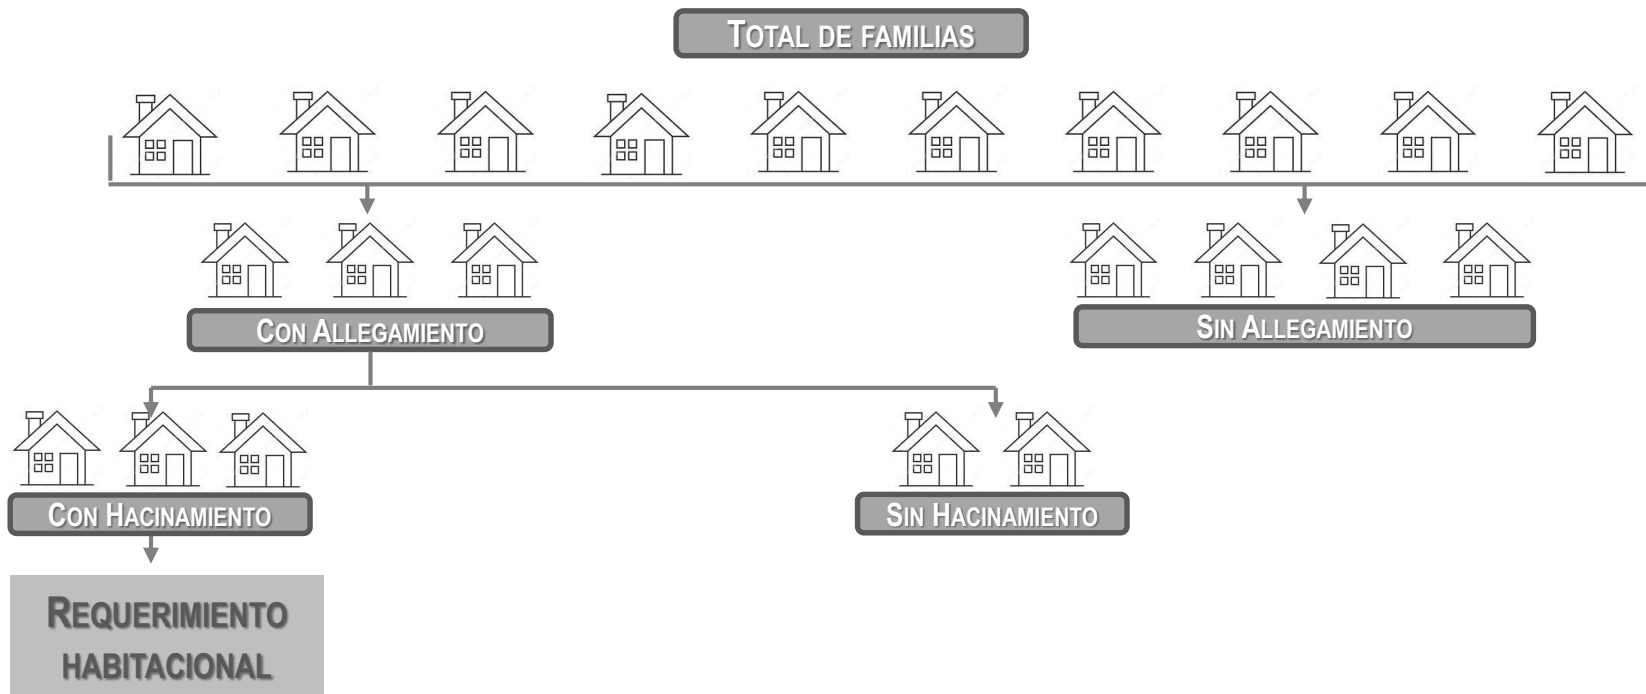 TOTAL DE FAMILIAS
CON ALLEGAMIENTO
SIN ALLEGAMIENTO
CON HACINAMIENTO
SIN HACINAMIENTO
REQUERIMIENTO
HABITACIONAL